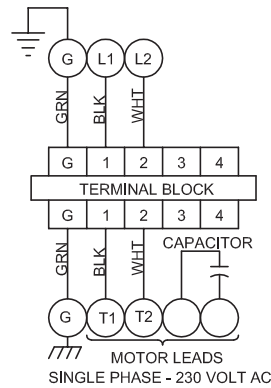 G L1 L2
GRN BLK WHT
G 1 2 3 4
TERMINAL BLOCK
G 1 2 3 4
GRN BLK WHT
CAPACITOR
G T1 T2
MOTOR LEADS
SINGLE PHASE - 230 VOLT AC